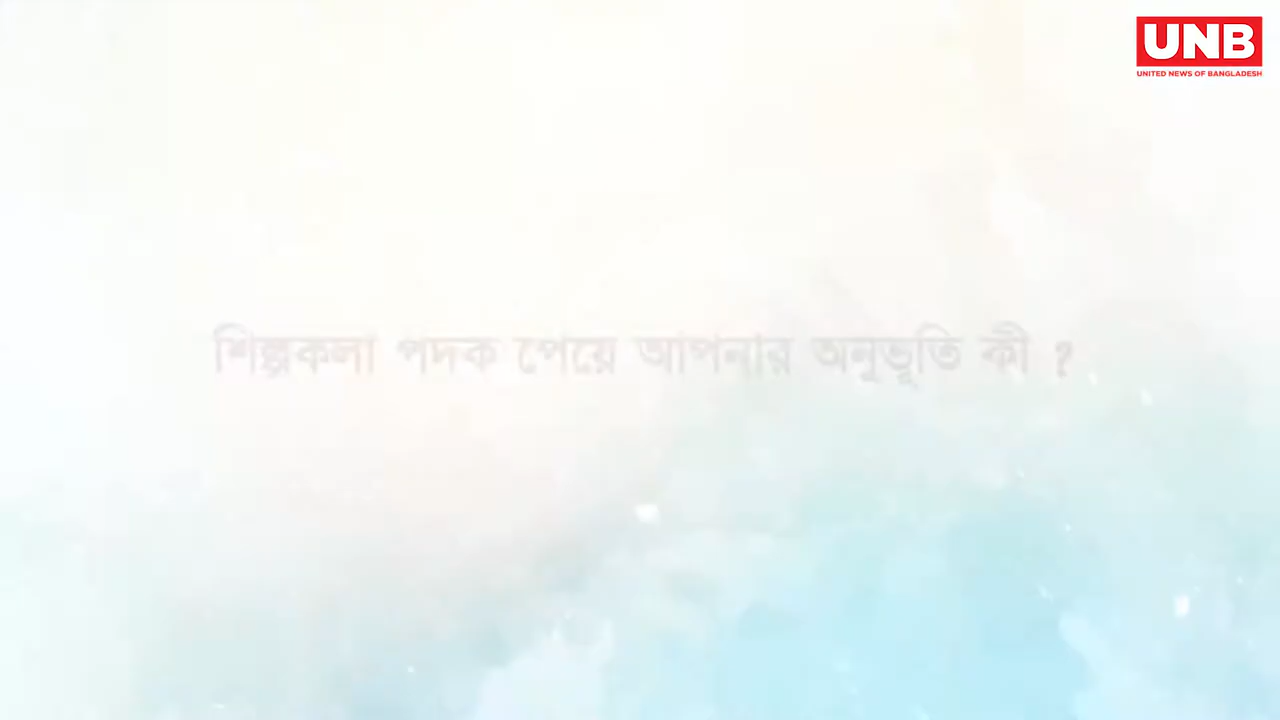 UNB
UNITED NEWS OF BANGLADESH
শিল্পকলা পদক পেয়ে আপনার অনুভূতি কী ?